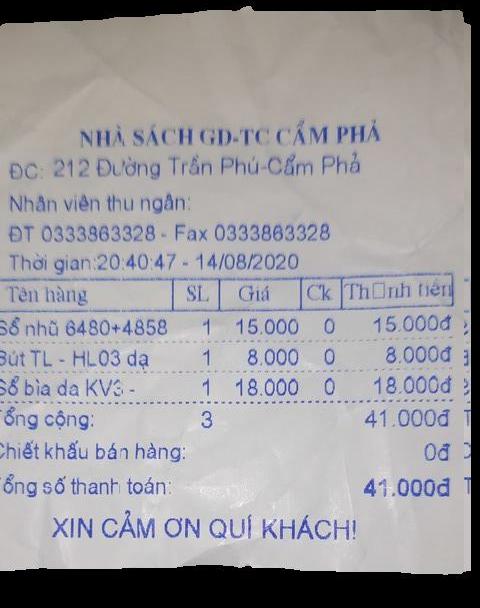 NHÀ SÁCH GD-TC CẨM PHẢ
ĐC: 212 Đường Trần Phú-Cẩm Phả
Nhân viên thu ngân:
ĐT 0333863328 - Fax 0333863328
Thời gian:20:40:47 - 14/08/2020
Tên hàng SL Giá Ck Th□nh tiền
Sổ nhũ 6480+4858 1 15.000 0 15.000đ
Bút TL - HL03 dạ 1 8.000 0 8.000đ
Sổ bìa da KV3 - 1 18.000 0 18.000đ
Tổng cộng: 3 41.000đ
Chiết khấu bán hàng: 0đ
Tổng số thanh toán: 41.000đ
XIN CẢM ƠN QUÍ KHÁCH!